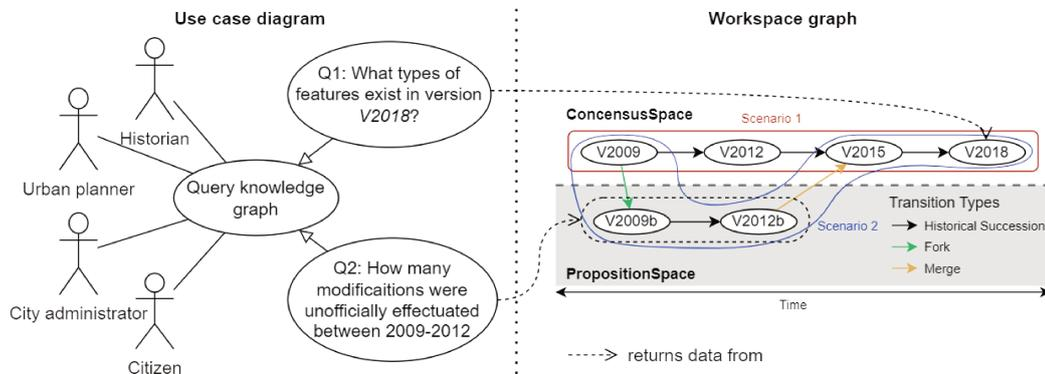 Use case diagram
Historian
Urban planner
City administrator
Citizen
Query knowledge
graph
Q1: What types of
features exist in version
V2018?
Q2: How many
modificaitions were
unofficially effectuated
between 2009-2012
Workspace graph
ConsensusSpace
Scenario 1
V2009
V2012
V2015
V2018
V2009b
V2012b
Scenario 2
PropositionSpace
Transition Types
Historical Succession
Fork
Merge
Time
returns data from